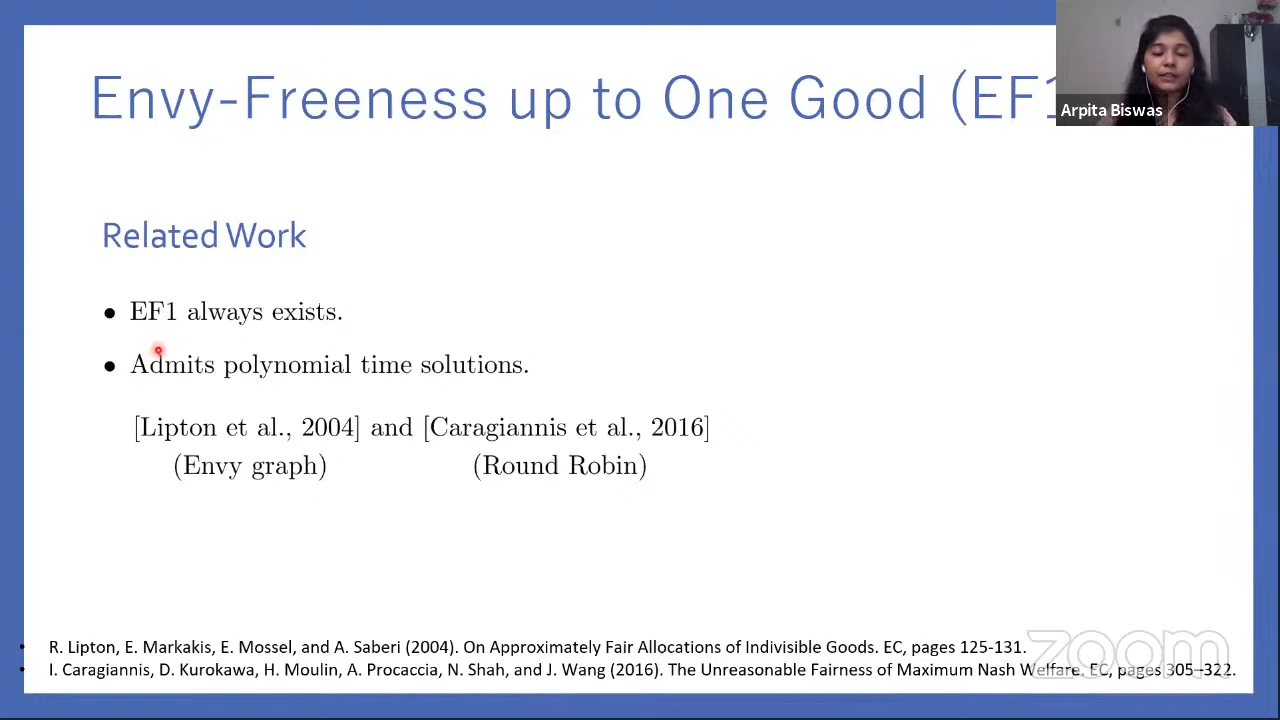 Envy-Freeness up to One Good (EF1
Arpita Biswas
Related Work
• EF1 always exists.
• Admits polynomial time solutions.
[Lipton et al., 2004] and [Caragiannis et al., 2016]
(Envy graph) (Round Robin)
• R. Lipton, E. Markakis, E. Mossel, and A. Saberi (2004). On Approximately Fair Allocations of Indivisible Goods. EC, pages 125-131.
• I. Caragiannis, D. Kurokawa, H. Moulin, A. Procaccia, N. Shah, and J. Wang (2016). The Unreasonable Fairness of Maximum Nash Welfare. EC, pages 305–322.
zoom